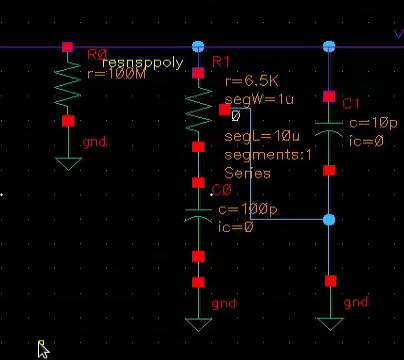 V
R0
resnsppoly
r=100M
R1
r=6.5K
segW=1u
0
segL=10u
segments:1
Series
C1
c=10p
ic=0
gnd
C0
c=100p
ic=0
gnd
gnd